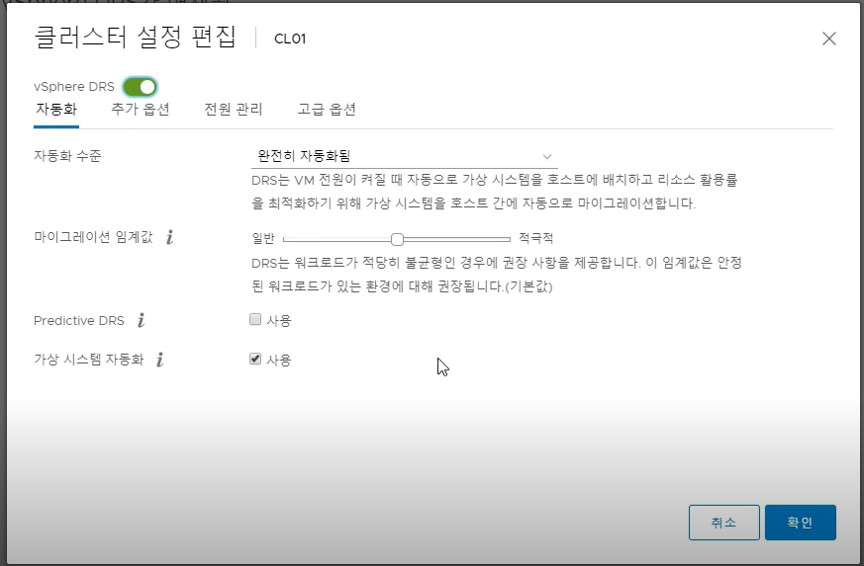 클러스터 설정 편집 CL01
vSphere DRS
자동화 추가 옵션 전원 관리 고급 옵션
자동화 수준 완전히 자동화됨
DRS는 VM 전원이 켜질 때 자동으로 가상 시스템을 호스트에 배치하고 리소스 활용률
을 최적화하기 위해 가상 시스템을 호스트 간에 자동으로 마이그레이션합니다.
마이그레이션 임계값 i 일반 적극적
DRS는 워크로드가 적당히 불균형인 경우에 권장 사항을 제공합니다. 이 임계값은 안정
된 워크로드가 있는 환경에 대해 권장됩니다.(기본값)
Predictive DRS i 사용
가상 시스템 자동화 i 사용
취소 확인